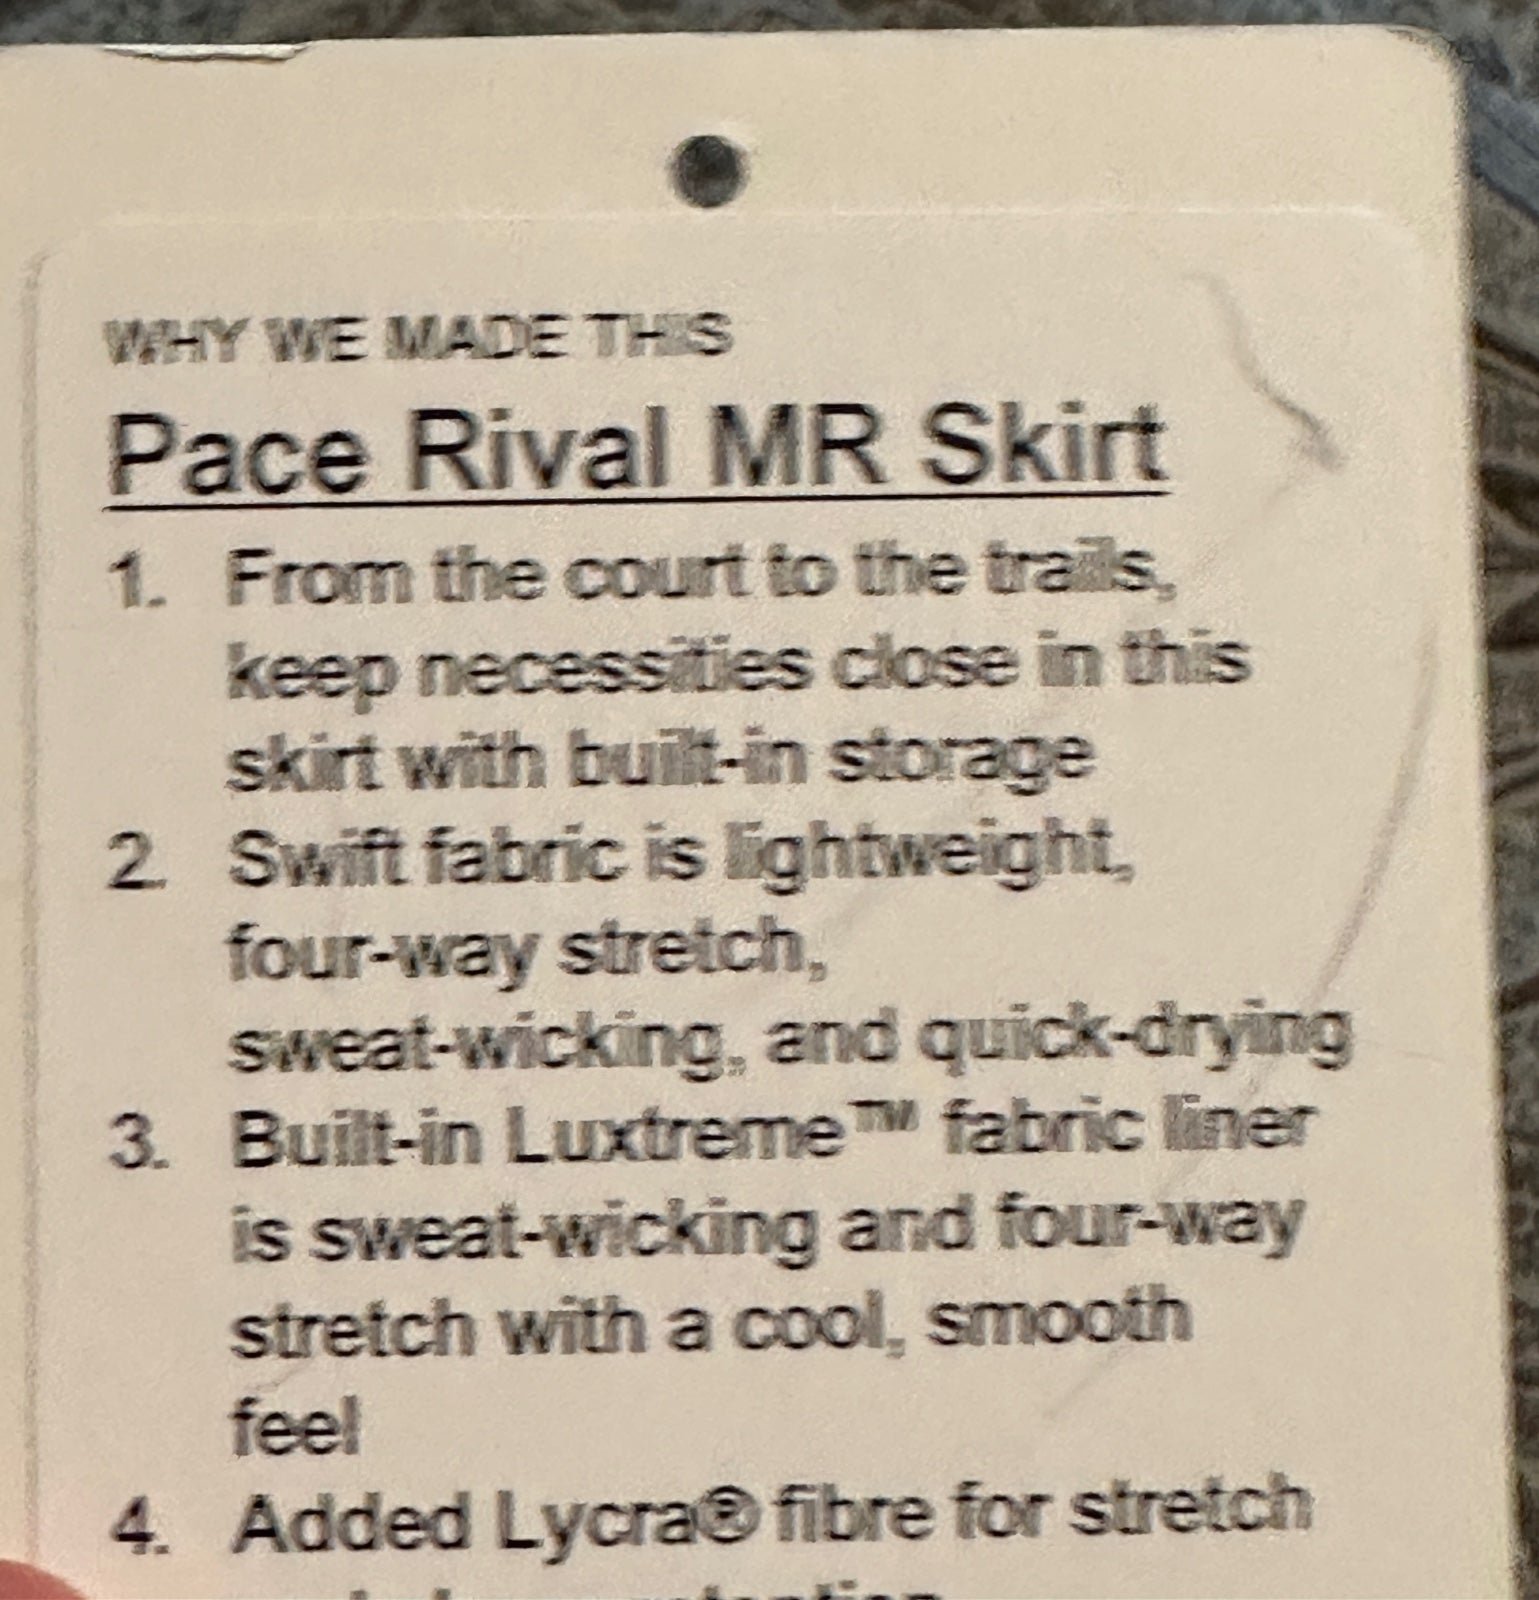 WHY WE MADE THIS
Pace Rival MR Skirt
1. From the court to the trails,
keep necessities close in this
skirt with built-in storage
2. Swift fabric is lightweight,
four-way stretch,
sweat-wicking, and quick-drying
3. Built-in Luxtreme™ fabric liner
is sweat-wicking and four-way
stretch with a cool, smooth
feel
4. Added Lycra® fibre for stretch